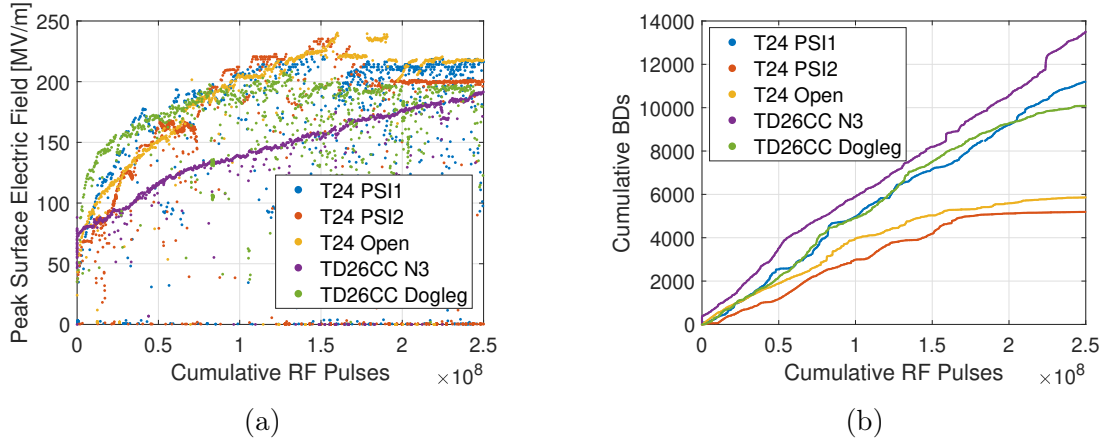 250
200
150
100
50
0
Peak Surface Electric Field [MV/m]
T24 PSI1
T24 PSI2
T24 Open
TD26CC N3
TD26CC Dogleg
0 0.5 1 1.5 2 2.5
Cumulative RF Pulses ×10^8
(a)
14000
12000
10000
8000
6000
4000
2000
0
Cumulative BDs
T24 PSI1
T24 PSI2
T24 Open
TD26CC N3
TD26CC Dogleg
0 0.5 1 1.5 2 2.5
Cumulative RF Pulses ×10^8
(b)